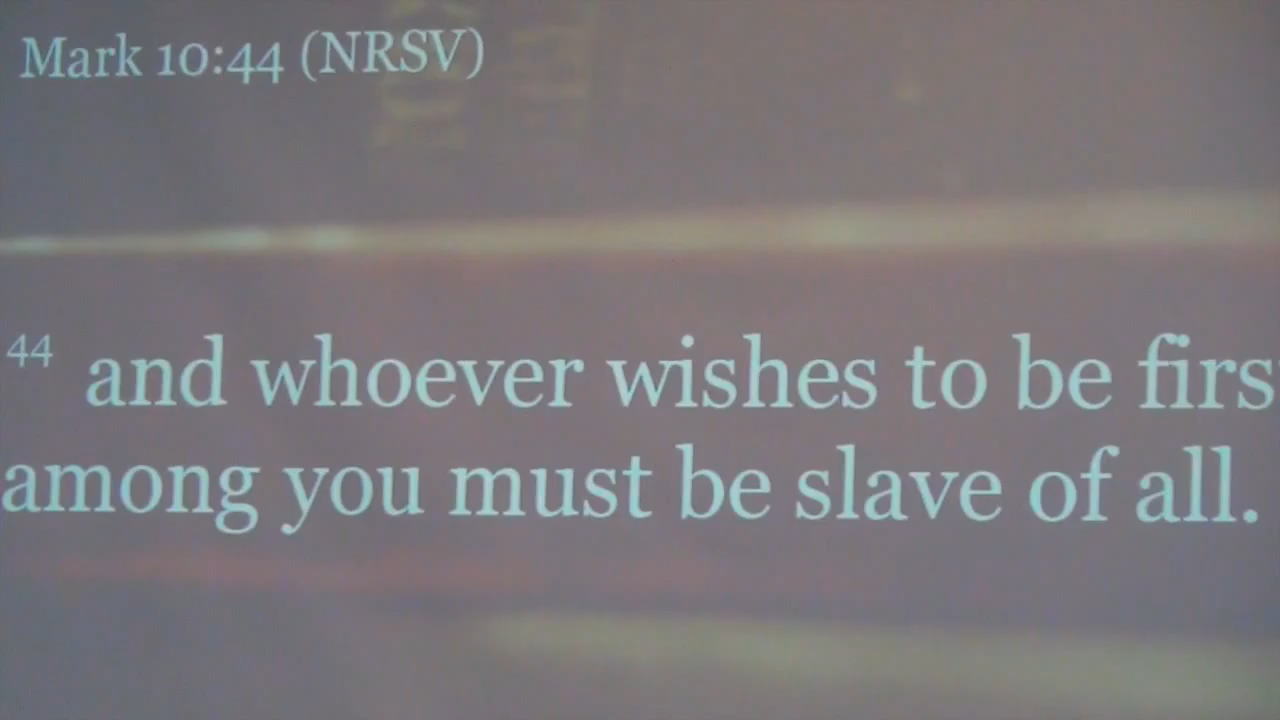 Mark 10:44 (NRSV)
44 and whoever wishes to be firs
among you must be slave of all.